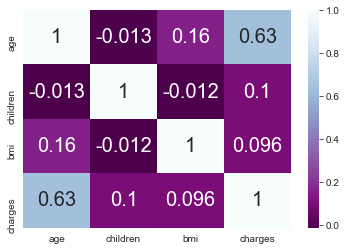 age 1 -0.013 0.16 0.63
children -0.013 1 -0.012 0.1
bmi 0.16 -0.012 1 0.096
charges 0.63 0.1 0.096 1
age children bmi charges
1.0
0.8
0.6
0.4
0.2
0.0